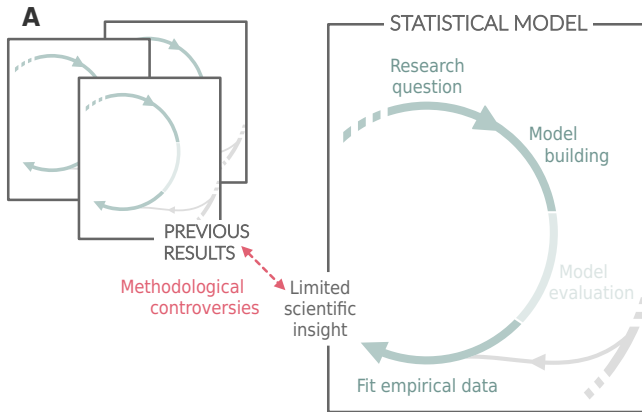 A
STATISTICAL MODEL
Research
question
Model
building
PREVIOUS
RESULTS
Methodological
controversies
Limited
scientific
insight
Model
evaluation
Fit empirical data